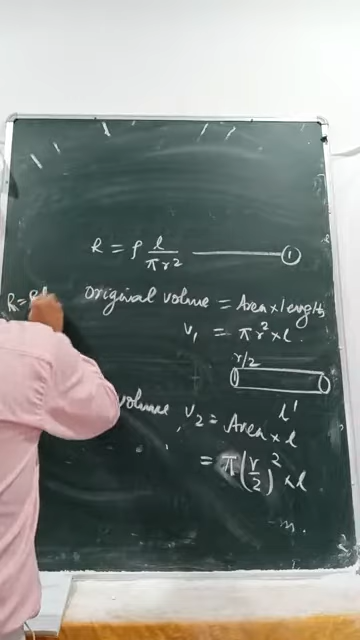 R = ρ l / πr² ——— ①
original volume = Area × length
R = ρ l
V₁ = πr² × l.
r/2
l'
volume V₂ = Area × l
= π (r/2)² × l